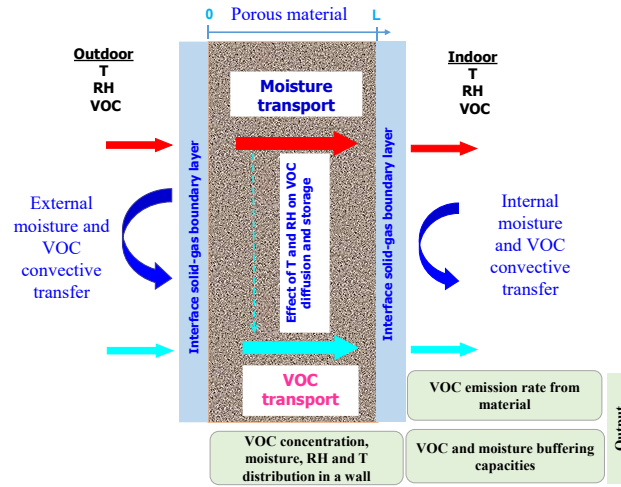 0
Porous material
L
Outdoor
T
RH
VOC
Indoor
T
RH
VOC
Moisture
transport
External
moisture and
VOC
convective
transfer
Interface solid-gas boundary layer
Effect of T and RH on VOC
diffusion and storage
Interface solid-gas boundary layer
Internal
moisture
and VOC
convective
transfer
VOC
transport
VOC emission rate from
material
VOC concentration,
moisture, RH and T
distribution in a wall
VOC and moisture buffering
capacities
Output